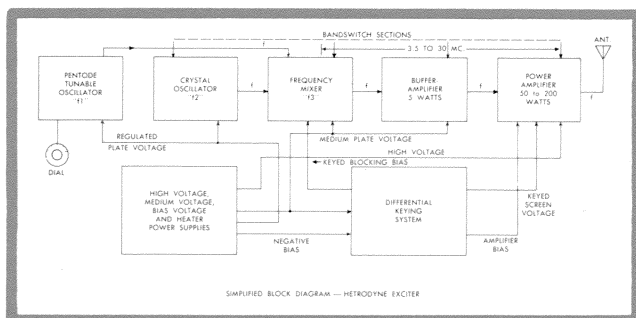 BANDSWITCH SECTIONS
ANT.
f
3.5 TO 30 MC.
PENTODE
TUNABLE
OSCILLATOR
"f1"
CRYSTAL
OSCILLATOR
"f2"
f
FREQUENCY
MIXER
"f3"
f
BUFFER-
AMPLIFIER
5 WATTS
f
POWER
AMPLIFIER
50 to 200
WATTS
f
REGULATED
PLATE VOLTAGE
MEDIUM PLATE VOLTAGE
HIGH VOLTAGE
KEYED BLOCKING BIAS
DIAL
HIGH VOLTAGE,
MEDIUM VOLTAGE,
BIAS VOLTAGE
AND HEATER
POWER SUPPLIES
DIFFERENTIAL
KEYING
SYSTEM
KEYED
SCREEN
VOLTAGE
NEGATIVE
BIAS
AMPLIFIER
BIAS
SIMPLIFIED BLOCK DIAGRAM --- HETRODYNE EXCITER